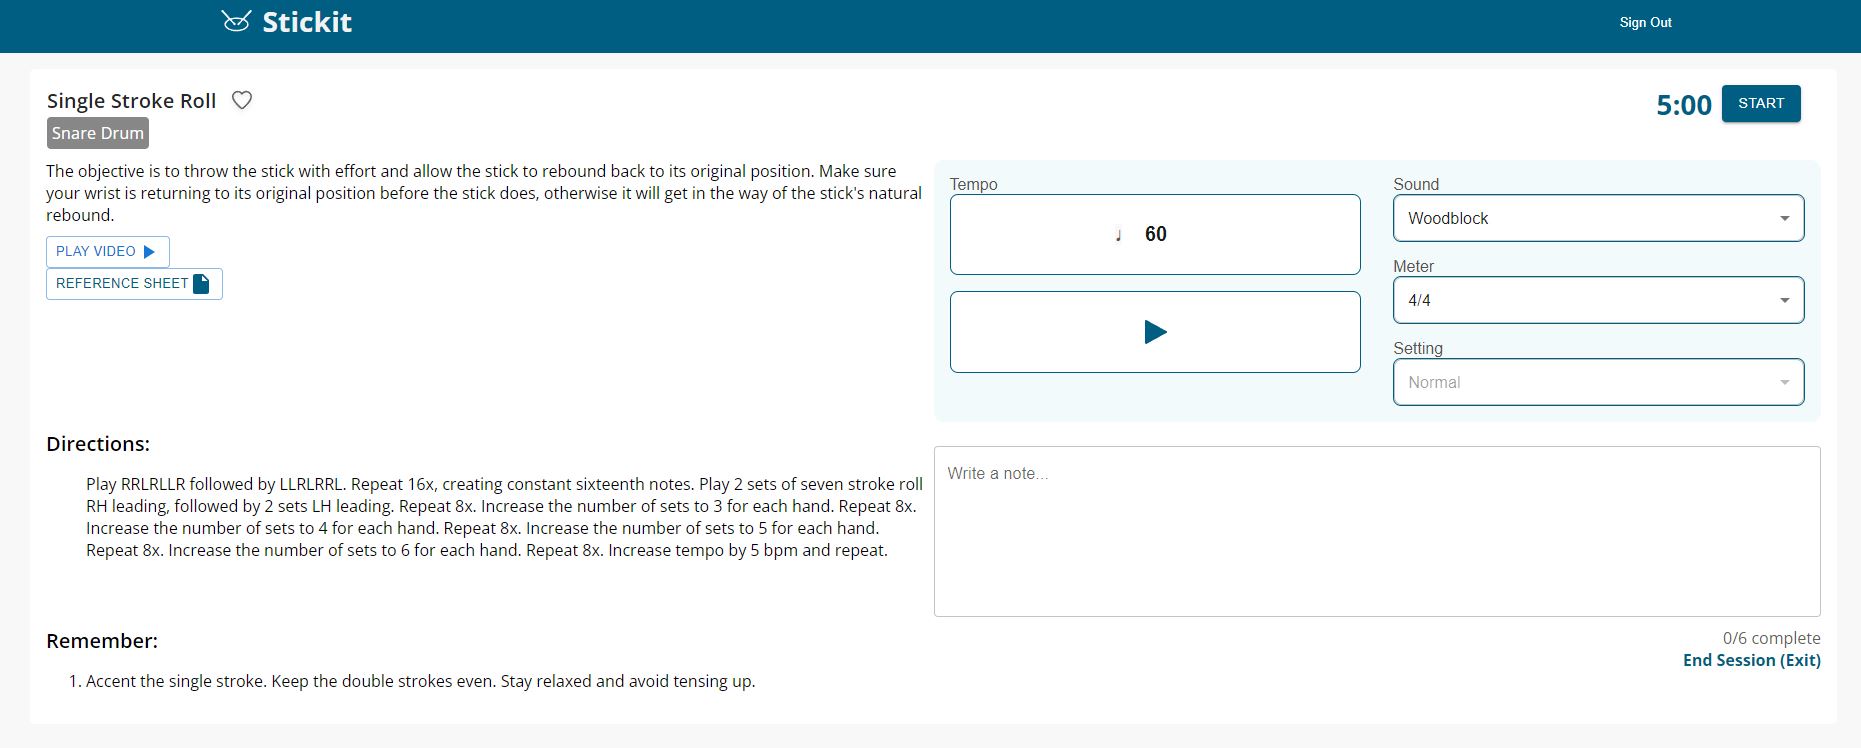 Stickit
Sign Out
Single Stroke Roll
5:00
START
Snare Drum
The objective is to throw the stick with effort and allow the stick to rebound back to its original position. Make sure
your wrist is returning to its original position before the stick does, otherwise it will get in the way of the stick's natural
rebound.
PLAY VIDEO
REFERENCE SHEET
Tempo
♩ 60
Sound
Woodblock
Meter
4/4
Setting
Normal
Directions:
Play RRLRLLR followed by LLRLRRL. Repeat 16x, creating constant sixteenth notes. Play 2 sets of seven stroke roll
RH leading, followed by 2 sets LH leading. Repeat 8x. Increase the number of sets to 3 for each hand. Repeat 8x.
Increase the number of sets to 4 for each hand. Repeat 8x. Increase the number of sets to 5 for each hand.
Repeat 8x. Increase the number of sets to 6 for each hand. Repeat 8x. Increase tempo by 5 bpm and repeat.
Write a note...
Remember:
1. Accent the single stroke. Keep the double strokes even. Stay relaxed and avoid tensing up.
0/6 complete
End Session (Exit)